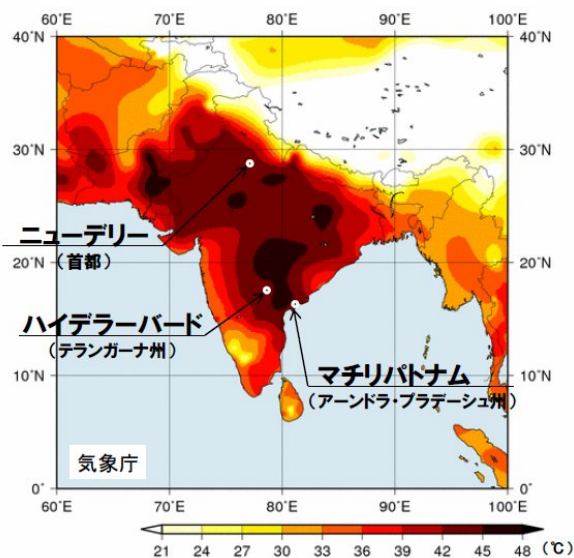 60°E 70°E 80°E 90°E 100°E
40°N 40°N
30°N 30°N
ニューデリー
（首都）
20°N 20°N
ハイデラーバード
（テランガーナ州）
マチリパトナム
（アーンドラ・プラデーシュ州）
10°N 10°N
気象庁
0° 0°
60°E 70°E 80°E 90°E 100°E
21 24 27 30 33 36 39 42 45 48 (℃)